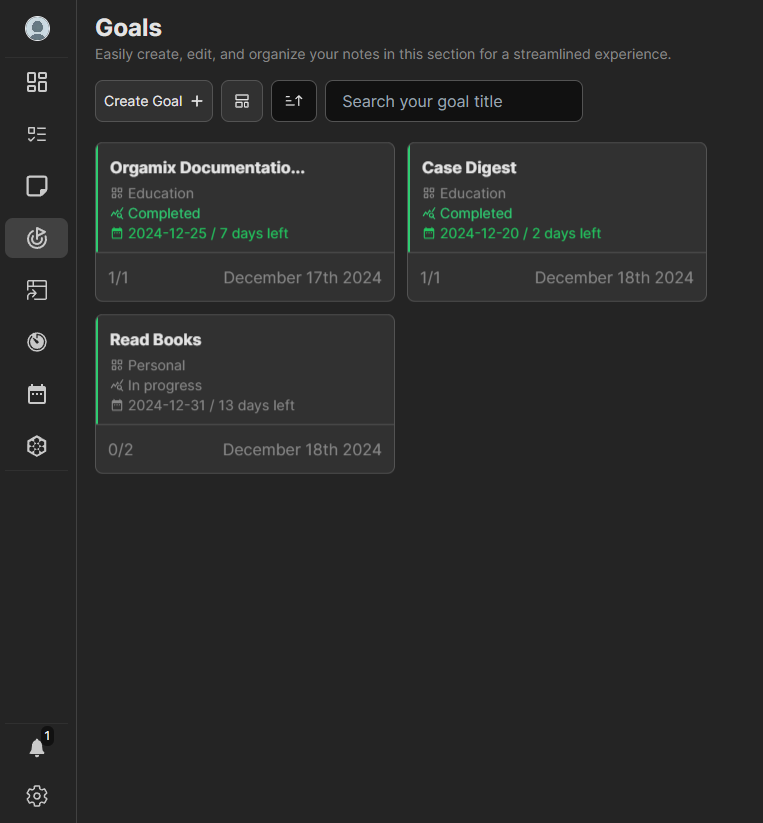 Goals
Easily create, edit, and organize your notes in this section for a streamlined experience.
Create Goal +
Search your goal title
Orgamix Documentatio...
Education
Completed
2024-12-25 / 7 days left
1/1 December 17th 2024
Case Digest
Education
Completed
2024-12-20 / 2 days left
1/1 December 18th 2024
Read Books
Personal
In progress
2024-12-31 / 13 days left
0/2 December 18th 2024
1